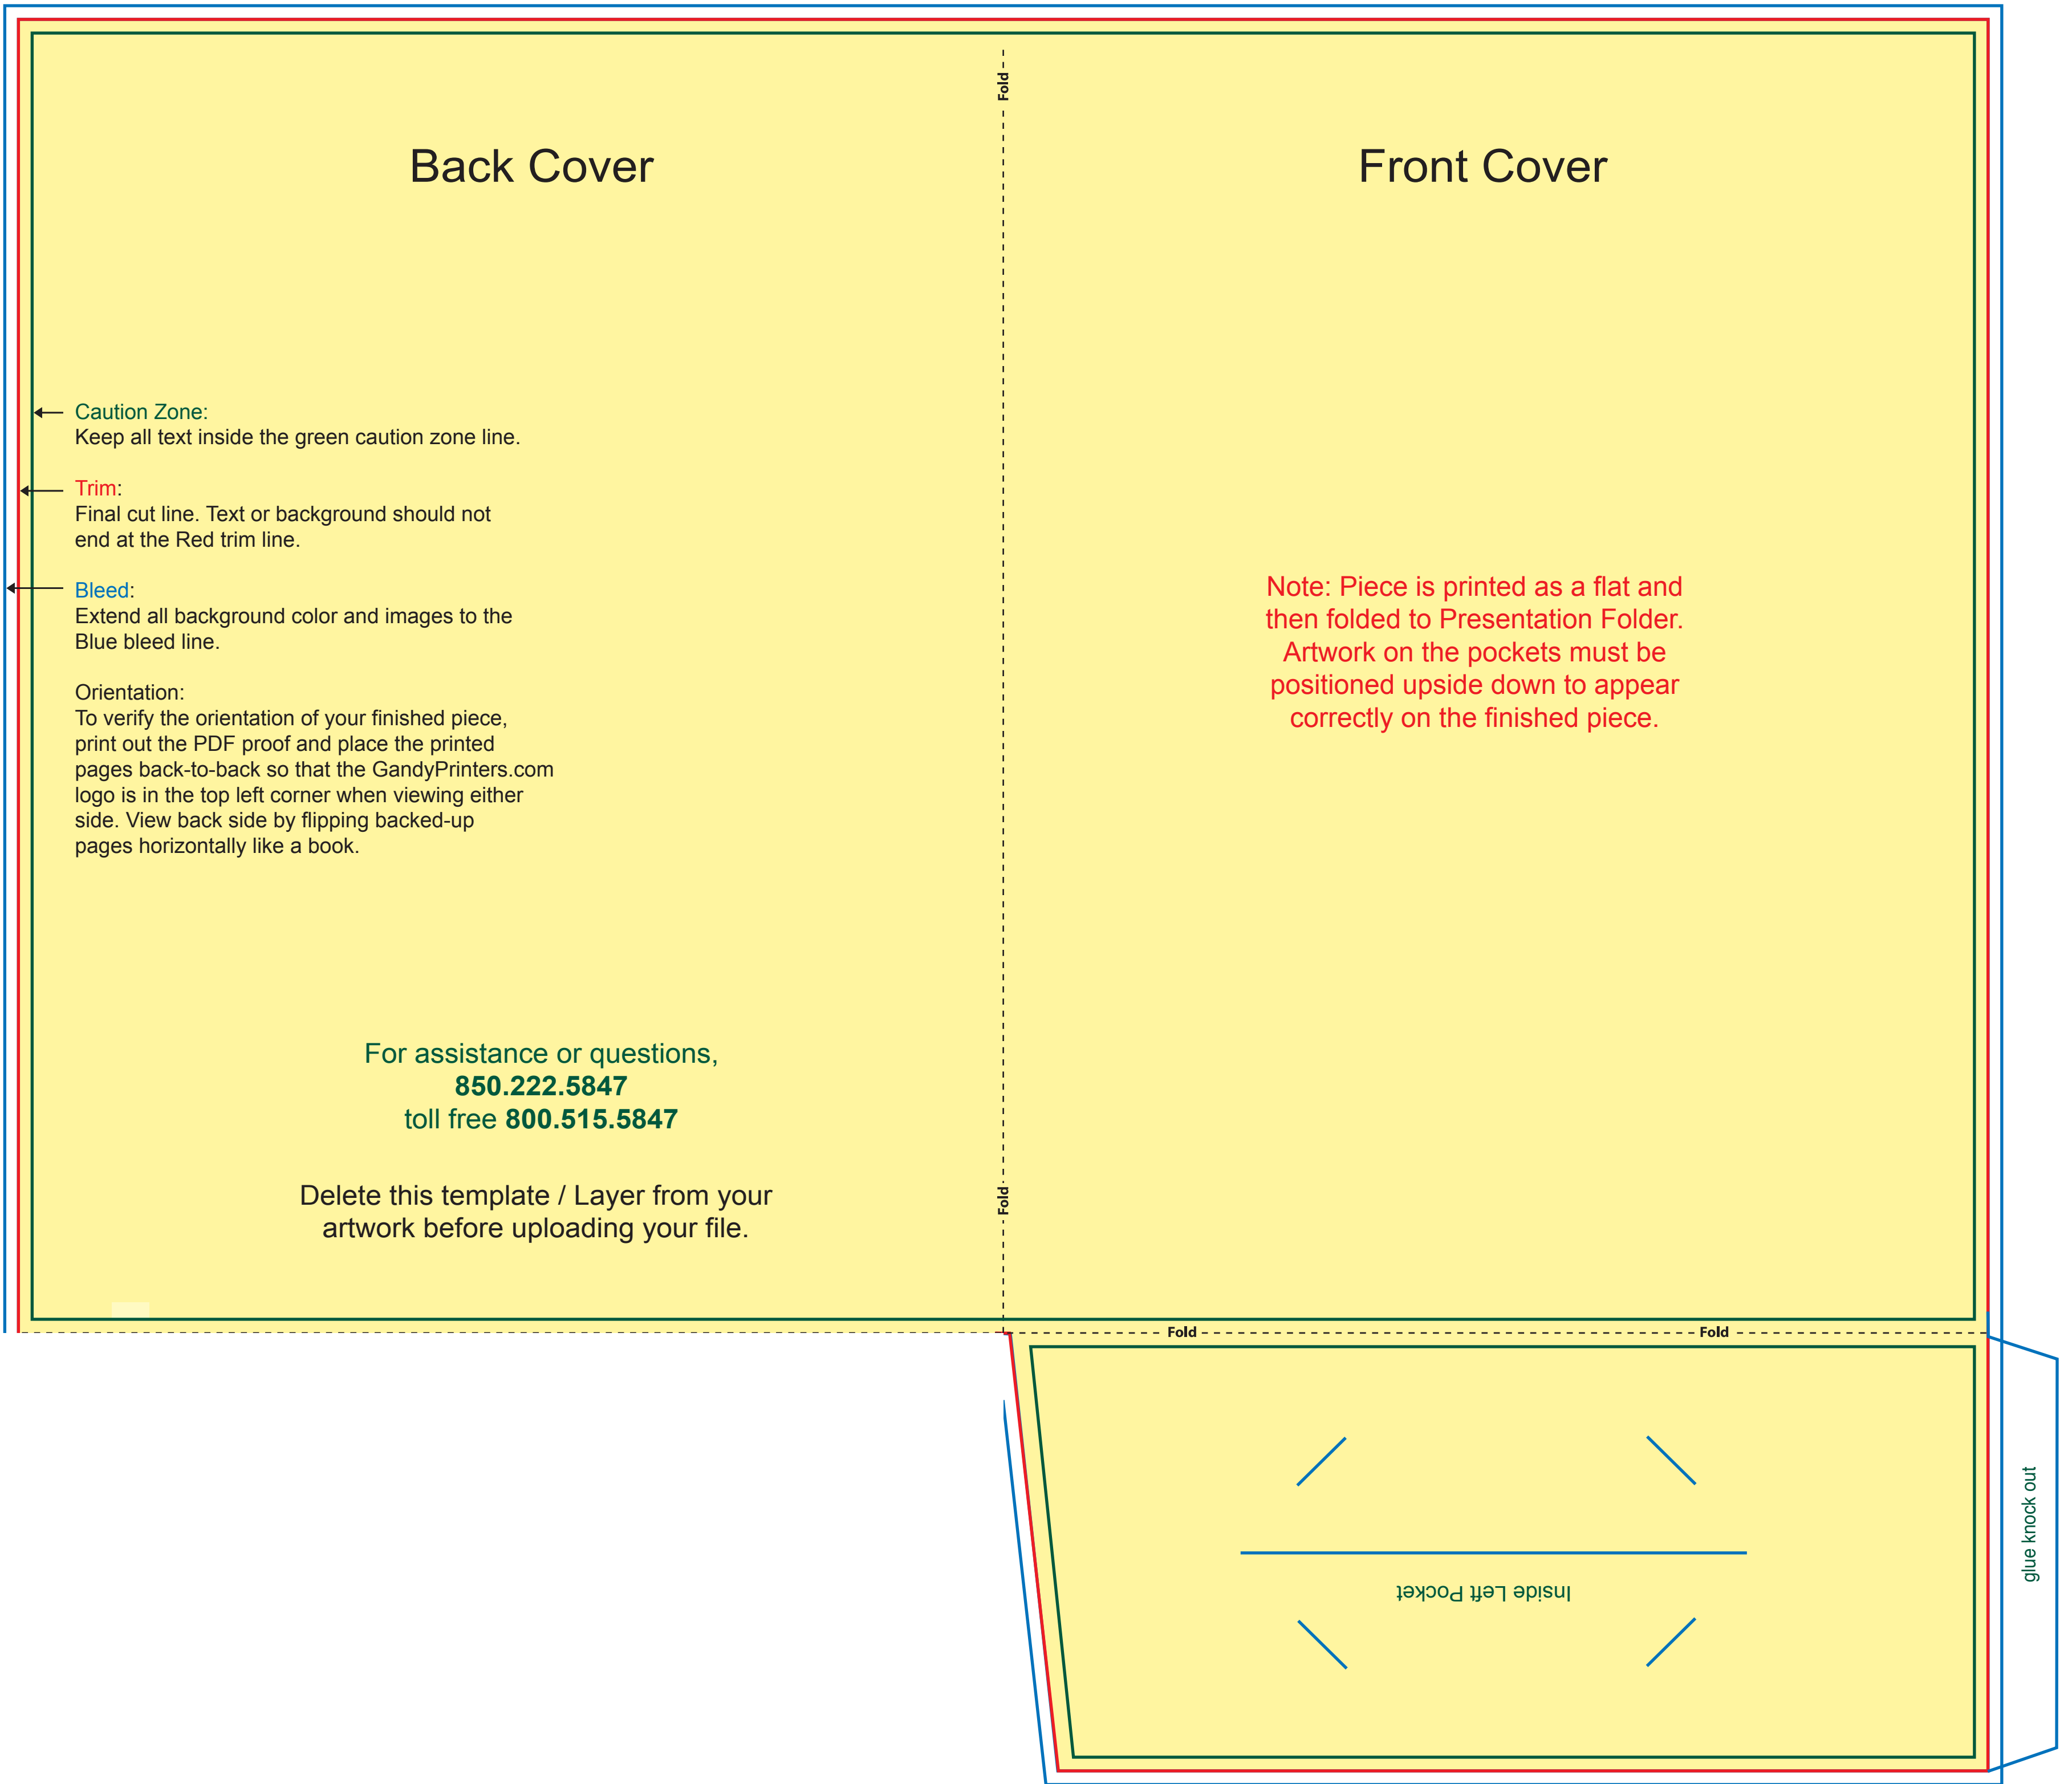 Fold
Back Cover
Front Cover
Caution Zone:
Keep all text inside the green caution zone line.
Trim:
Final cut line. Text or background should not
end at the Red trim line.
Bleed:
Extend all background color and images to the
Blue bleed line.
Orientation:
To verify the orientation of your finished piece,
print out the PDF proof and place the printed
pages back-to-back so that the GandyPrinters.com
logo is in the top left corner when viewing either
side. View back side by flipping backed-up
pages horizontally like a book.
Note: Piece is printed as a flat and
then folded to Presentation Folder.
Artwork on the pockets must be
positioned upside down to appear
correctly on the finished piece.
For assistance or questions,
850.222.5847
toll free 800.515.5847
Delete this template / Layer from your
artwork before uploading your file.
Fold
Fold
Fold
Inside Left Pocket
glue knock out